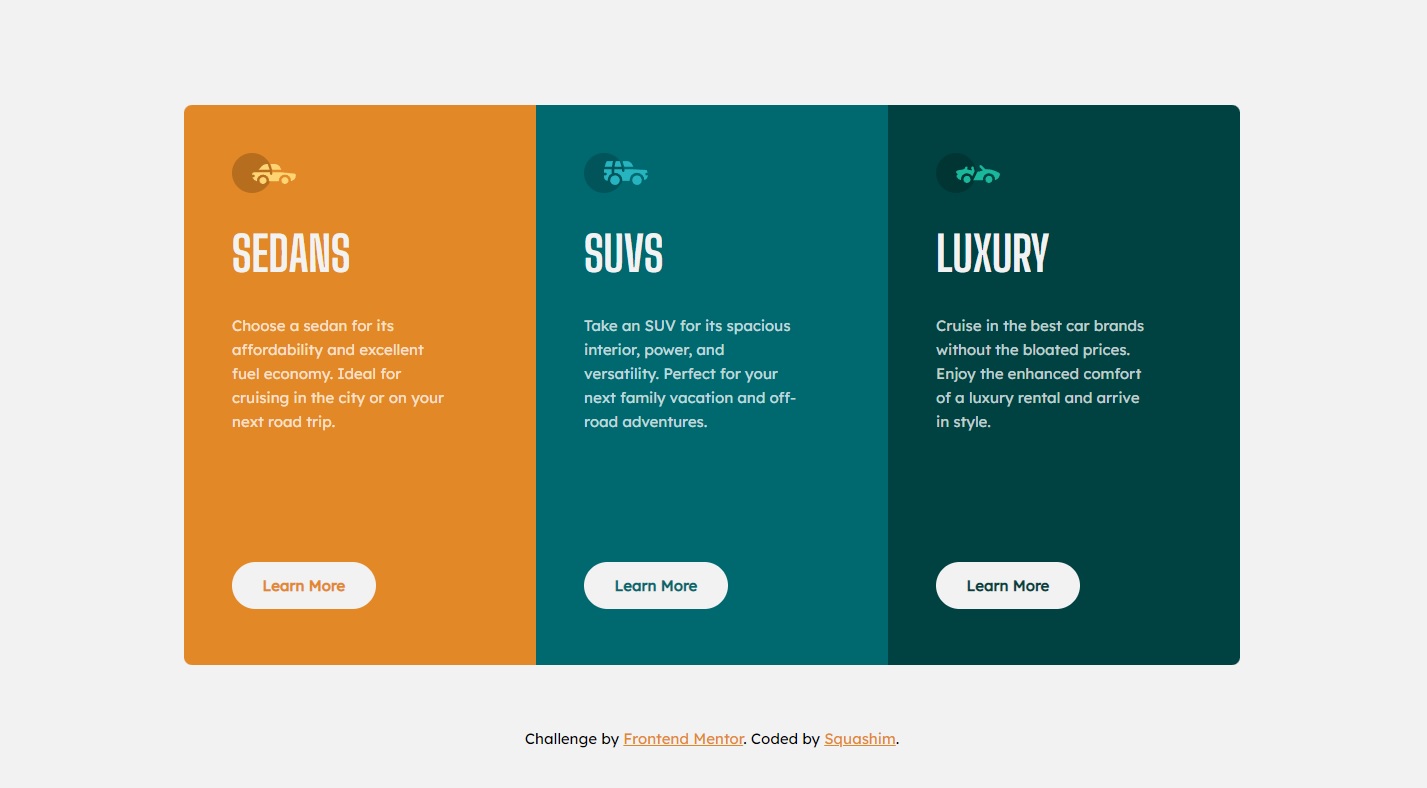 SEDANS
Choose a sedan for its
affordability and excellent
fuel economy. Ideal for
cruising in the city or on your
next road trip.
Learn More
SUVS
Take an SUV for its spacious
interior, power, and
versatility. Perfect for your
next family vacation and off-
road adventures.
Learn More
LUXURY
Cruise in the best car brands
without the bloated prices.
Enjoy the enhanced comfort
of a luxury rental and arrive
in style.
Learn More
Challenge by Frontend Mentor. Coded by Squashim.